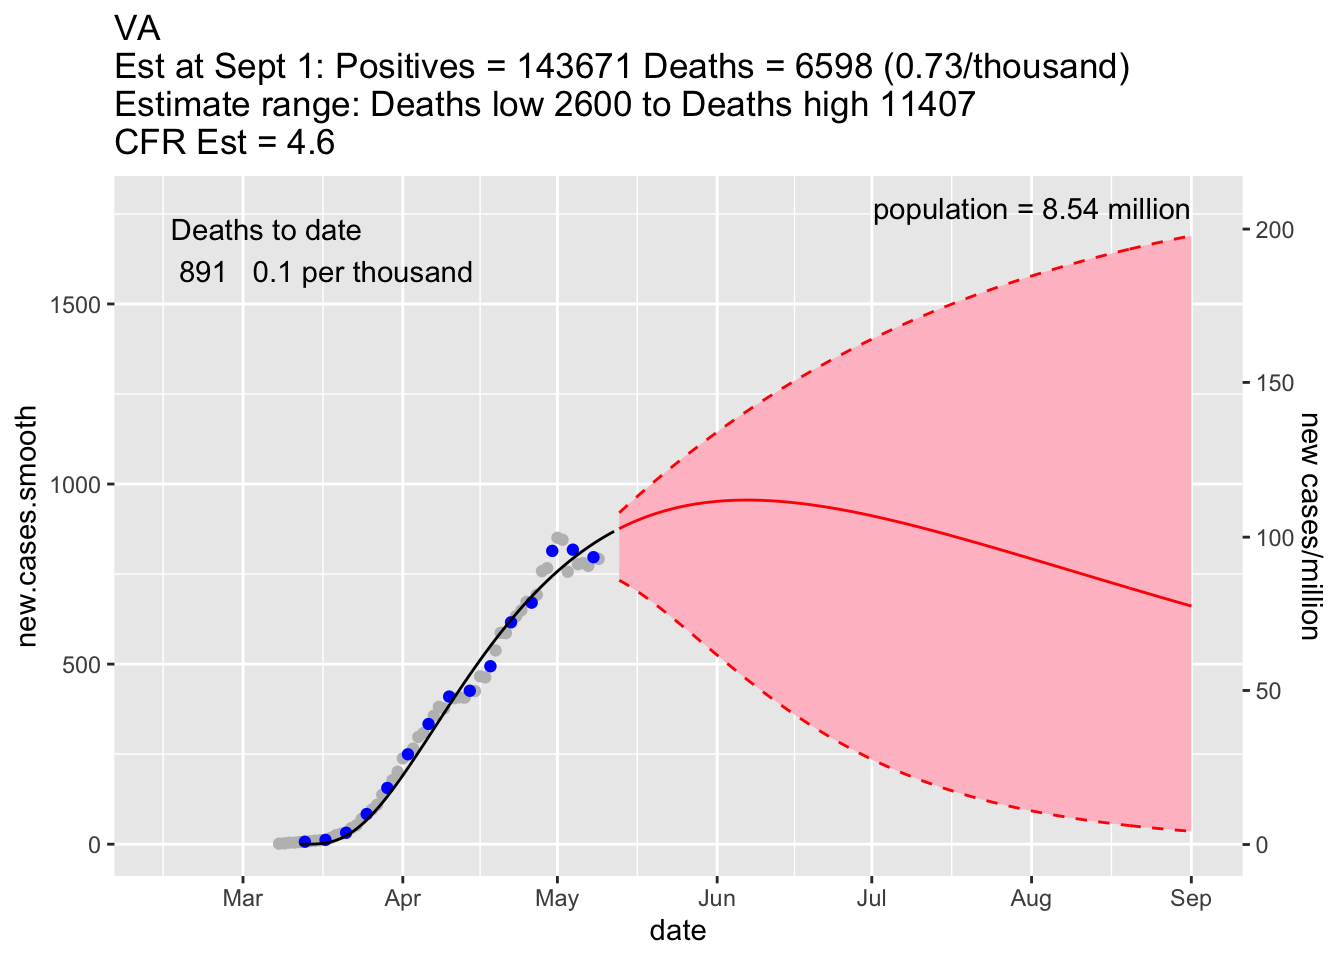 VA
Est at Sept 1: Positives = 143671 Deaths = 6598 (0.73/thousand)
Estimate range: Deaths low 2600 to Deaths high 11407
CFR Est = 4.6
population = 8.54 million
Deaths to date
891 0.1 per thousand
new.cases.smooth
1500
1000
500
0
200
150
100
50
0
new cases/million
Mar Apr May Jun Jul Aug Sep
date